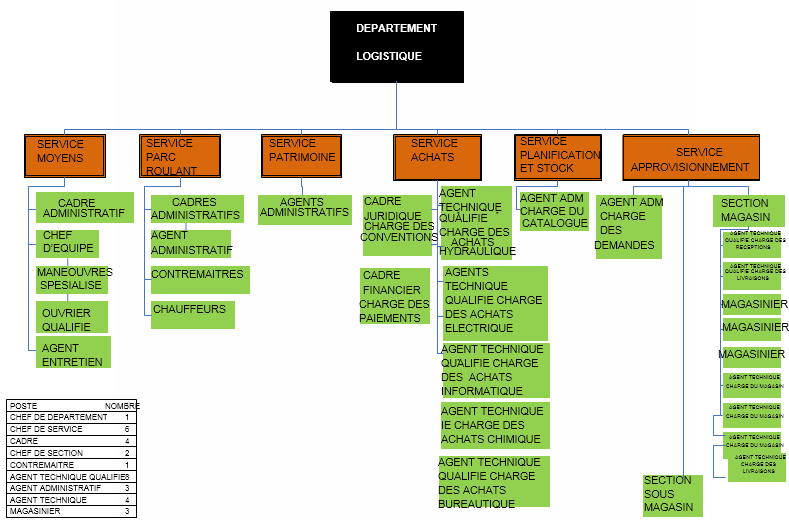 DEPARTEMENT
LOGISTIQUE
SERVICE
MOYENS
SERVICE
PARC
ROULANT
SERVICE
PATRIMOINE
SERVICE
ACHATS
SERVICE
PLANIFICATION
ET STOCK
SERVICE
APPROVISIONNEMENT
CADRE
ADMINISTRATIF
CHEF
D'EQUIPE
MANEOUVRES
SPESIALISE
OUVRIER
QUALIFIE
AGENT
ENTRETIEN
CADRES
ADMINISTRATIFS
AGENT
ADMINISTRATIF
CONTREMAITRES
CHAUFFEURS
AGENTS
ADMINISTRATIFS
CADRE
JURIDIQUE
CHARGE DES
CONVENTIONS
CADRE
FINANCIER
CHARGE DES
PAIEMENTS
AGENT
TECHNIQUE
QUALIFIE
CHARGE DES
ACHATS
HYDRAULIQUE
AGENTS
TECHNIQUE
QUALIFIE CHARGE
DES ACHATS
ELECTRIQUE
AGENT TECHNIQUE
QUALIFIE CHARGE
DES ACHATS
INFORMATIQUE
AGENT TECHNIQUE
IE CHARGE DES
ACHATS CHIMIQUE
AGENT TECHNIQUE
QUALIFIE CHARGE
DES ACHATS
BUREAUTIQUE
AGENT ADM
CHARGE DU
CATALOGUE
AGENT ADM
CHARGE
DES
DEMANDES
SECTION
SOUS
MAGASIN
SECTION
MAGASIN
AGENT TECHNIQUE
QUALIFIE CHARGE DES
RECEPTIONS
AGENT TECHNIQUE
QUALIFIE CHARGE DES
LIVRAISONS
MAGASINIER
MAGASINIER
MAGASINIER
AGENT TECHNIQUE
CHARGE DU MAGASIN
AGENT TECHNIQUE
CHARGE DU MAGASIN
AGENT TECHNIQUE
CHARGE DU MAGASIN
AGENT TECHNIQUE
CHARGE DES
LIVRAISONS
POSTE NOMBRE
CHEF DE DEPARTEMENT 1
CHEF DE SERVICE 6
CADRE 4
CHEF DE SECTION 2
CONTREMAITRE 1
AGENT TECHNIQUE QUALIFIE 8
AGENT ADMINISTRATIF 3
AGENT TECHNIQUE 4
MAGASINIER 3